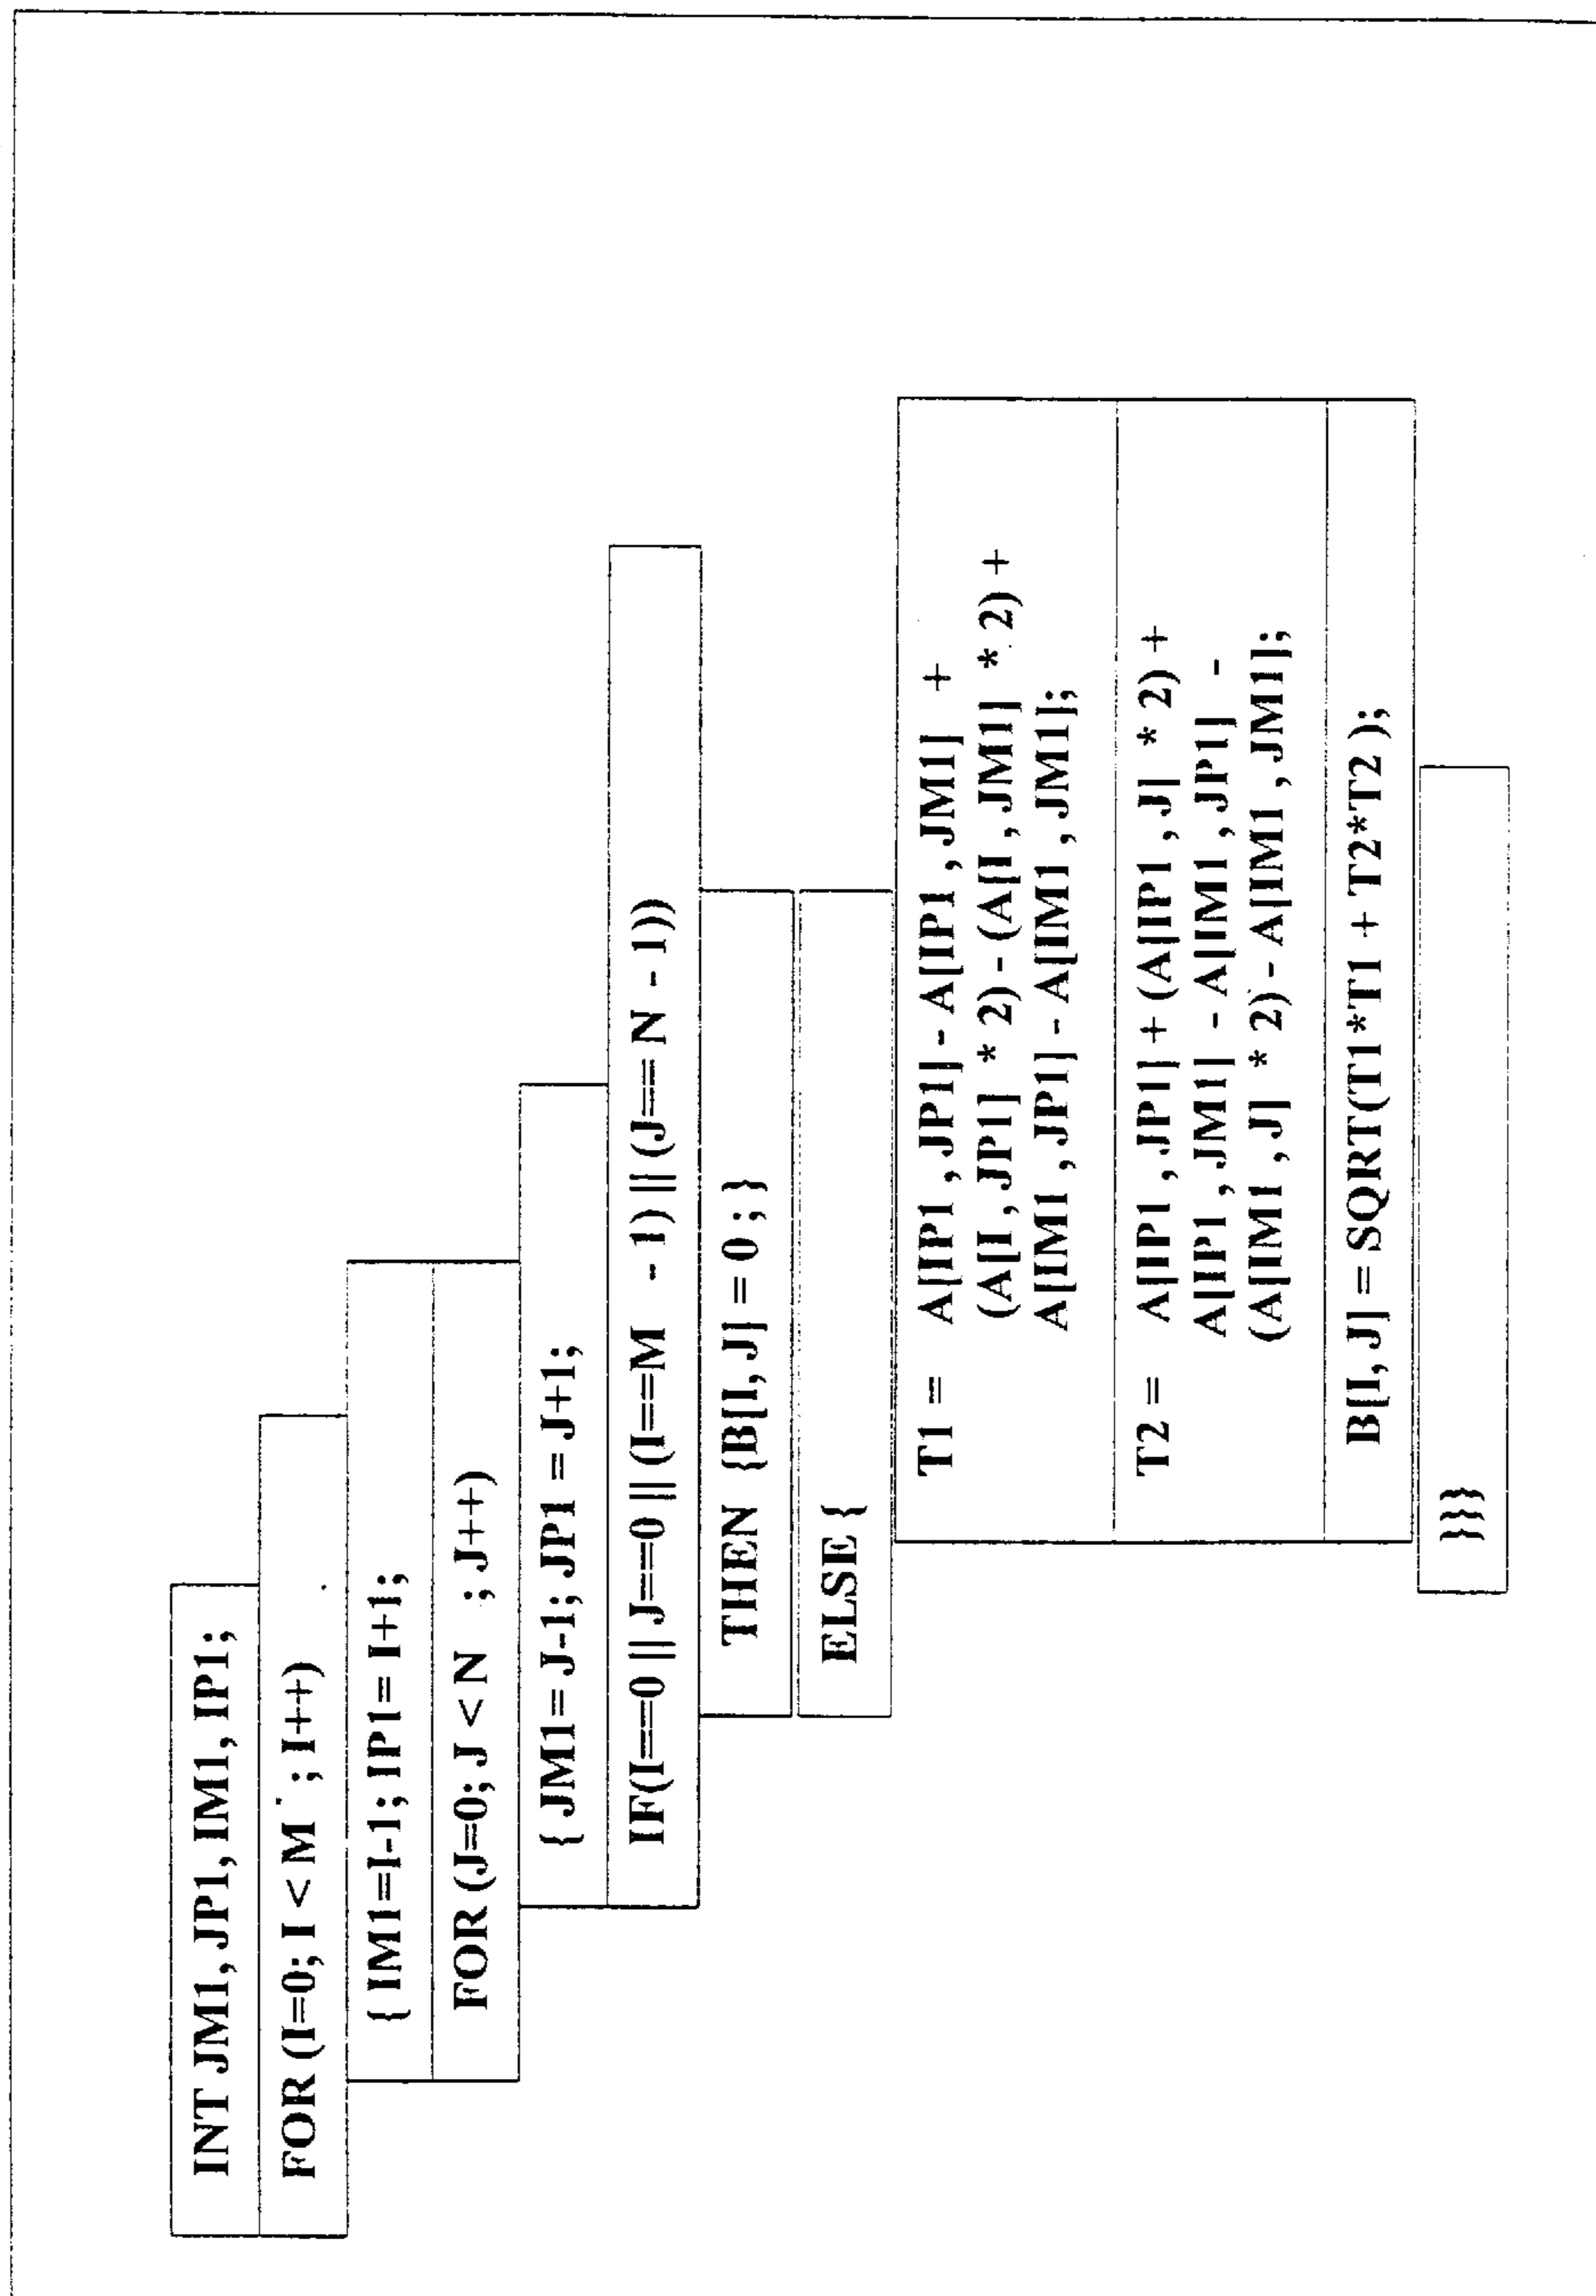 INT JM1, JP1, IM1, IP1;
FOR (I=0; I < M ; I++)
{ IM1=I-1; IP1= I+1;
FOR (J=0; J < N ; J++)
{ JM1= J-1; JP1 = J+1;
IF(I==0 || J==0 || (I==M - 1) || (J== N - 1))
THEN {B[I, J] = 0 ; }
ELSE {
T1 = A[IP1 , JP1] - A[IP1 , JM1] +
(A[I , JP1] * 2) - (A[I , JM1] * 2) +
A[IM1 , JP1] - A[IM1 , JM1];
T2 = A[IP1 , JP1] + (A[IP1 , J] * 2) +
A[IP1 , JM1] - A[IM1 , JP1] -
(A[IM1 , J] * 2) - A[IM1 , JM1];
B[I, J] = SQRT(T1*T1 + T2*T2 );
}}}